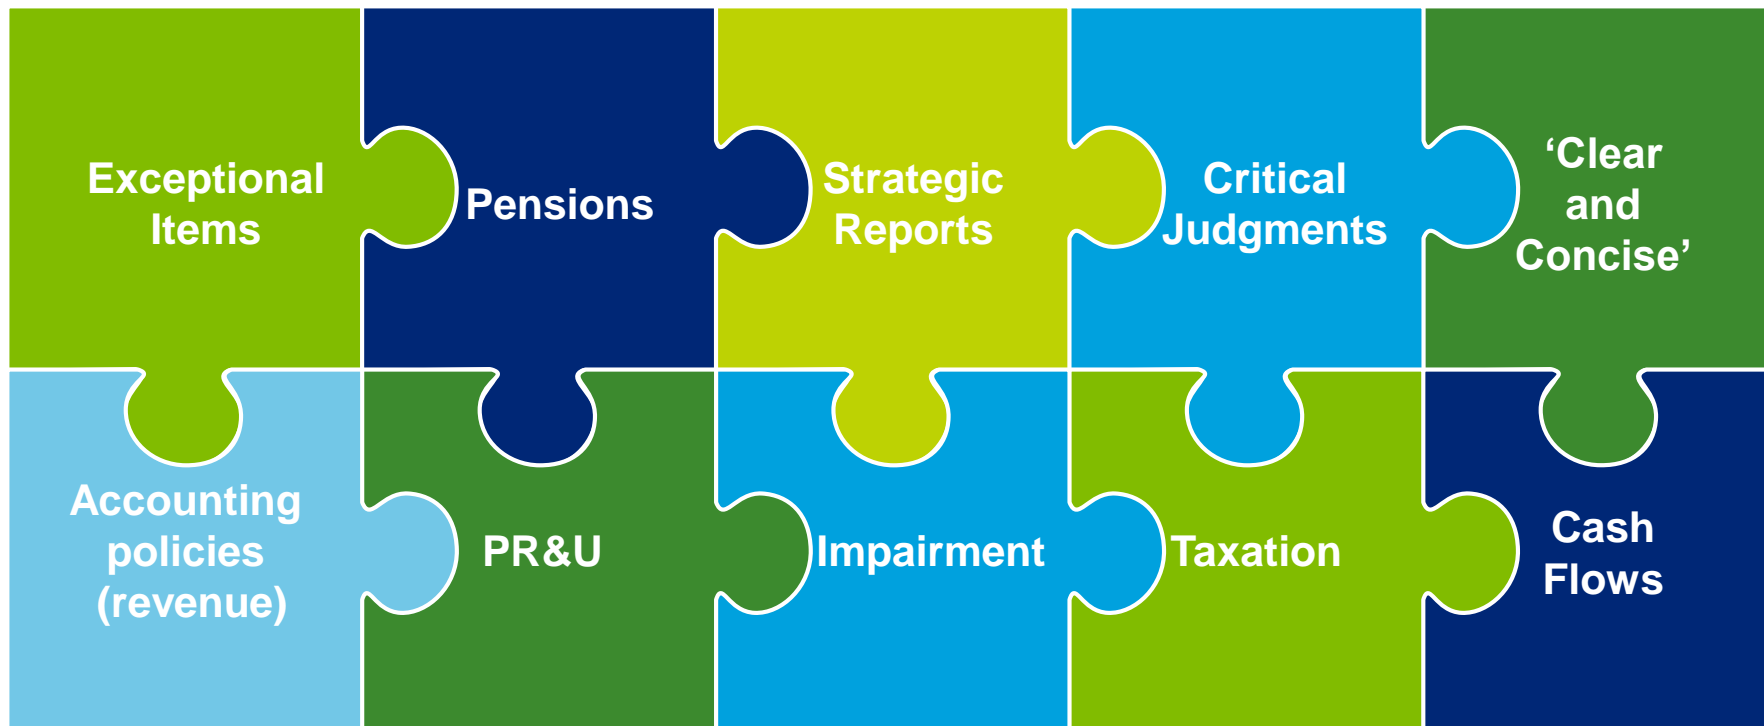 Exceptional
Items
Pensions
Strategic
Reports
Critical
Judgments
‘Clear
and
Concise’
Accounting
policies
(revenue)
PR&U
Impairment
Taxation
Cash
Flows